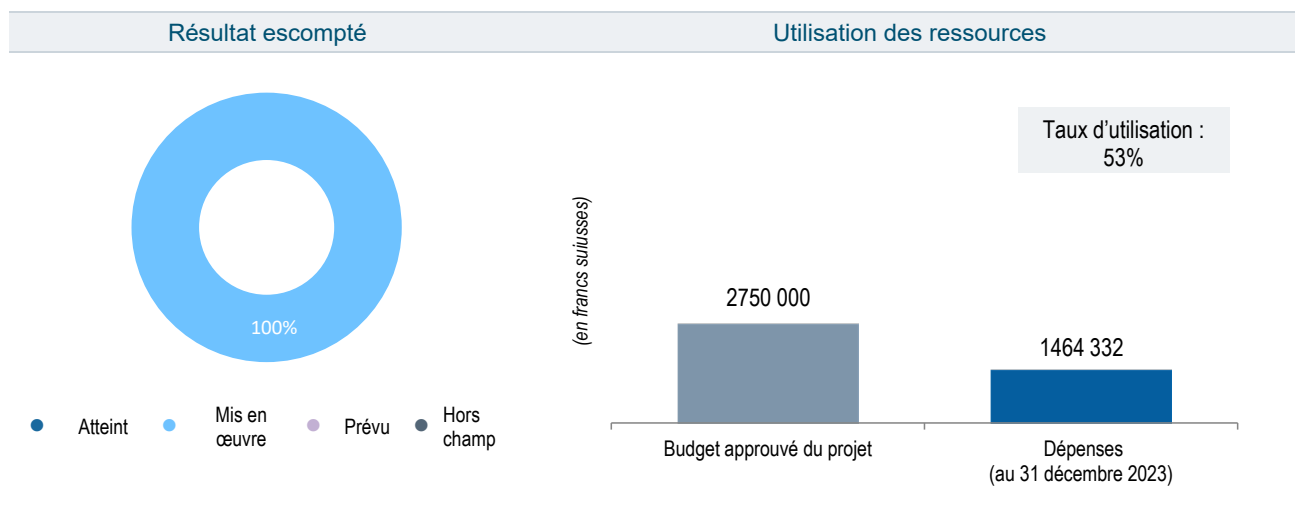 Résultat escompté
Utilisation des ressources
100%
Atteint
Mis en
œuvre
Prévu
Hors
champ
Taux d'utilisation :
53%
(en francs suiusses)
2750 000
1464 332
Budget approuvé du projet
Dépenses
(au 31 décembre 2023)